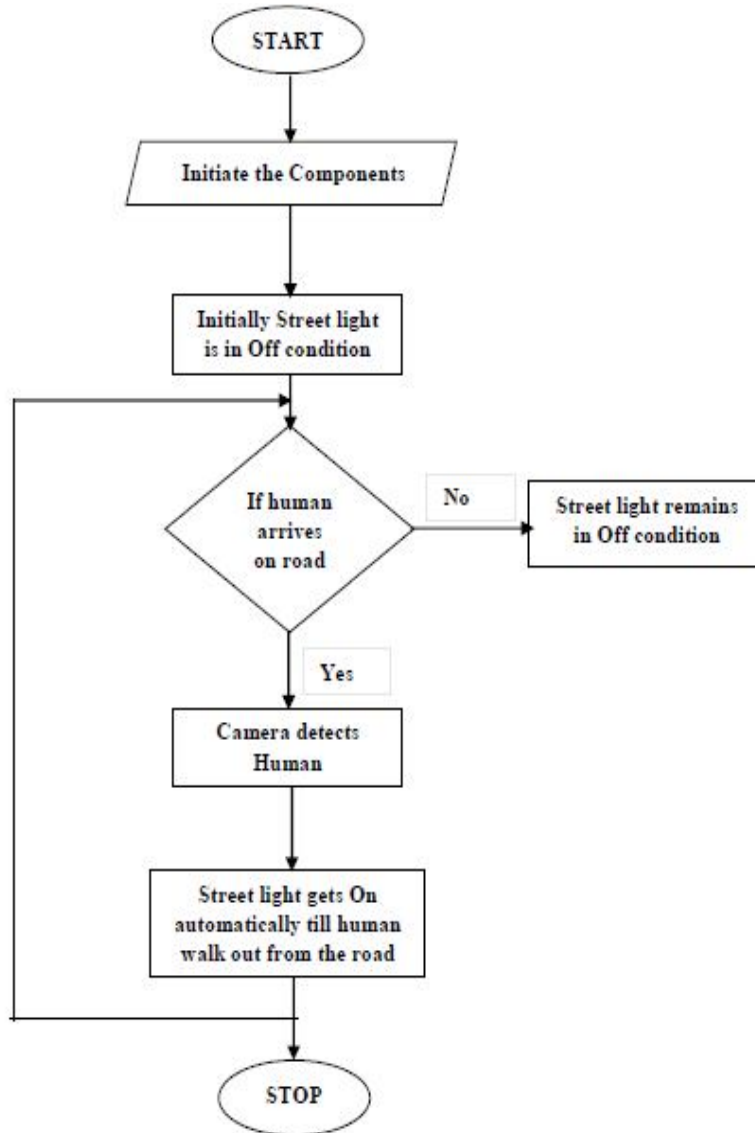 START
Initiate the Components
Initially Street light
is in Off condition
If human
arrives
on road
No
Street light remains
in Off condition
Yes
Camera detects
Human
Street light gets On
automatically till human
walk out from the road
STOP